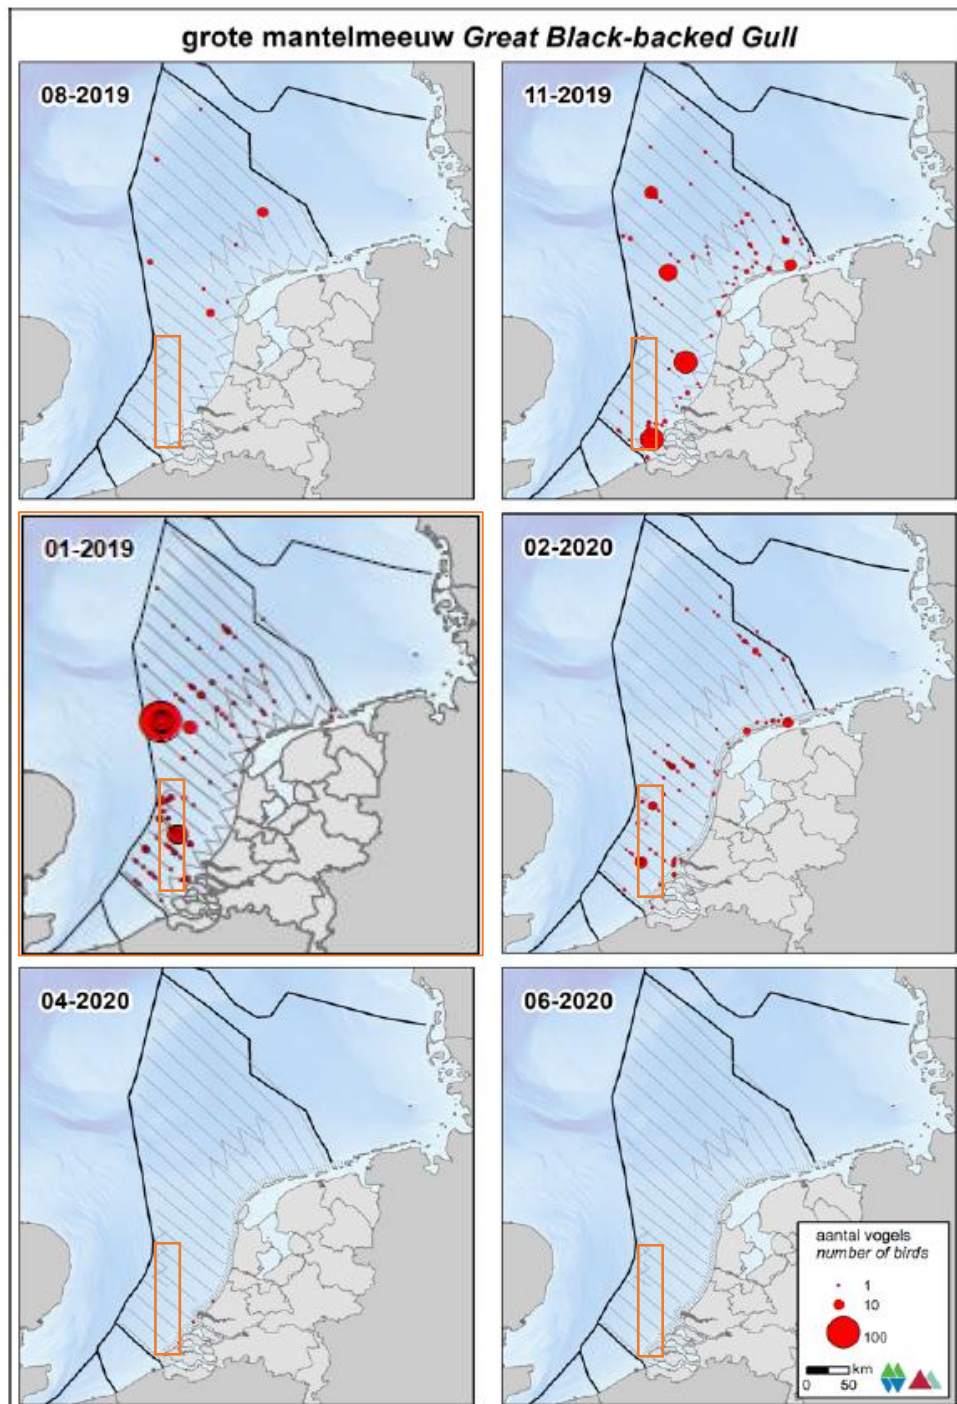 grote mantelmeeuw Great Black-backed Gull
08-2019
11-2019
01-2019
02-2020
04-2020
06-2020
aantal vogels
number of birds
1
10
100
km
0 50